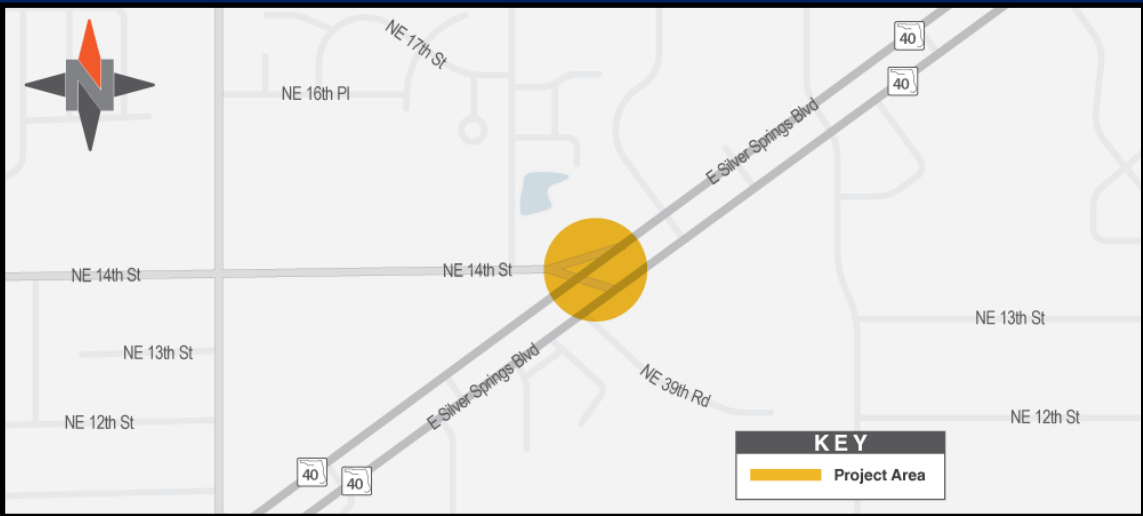 NE 17th St
40
40
NE 16th Pl
E Silver Springs Blvd
N
NE 14th St
NE 14th St
NE 13th St
NE 13th St
E Silver Springs Blvd
NE 39th Rd
NE 12th St
NE 12th St
40
40
KEY
Project Area